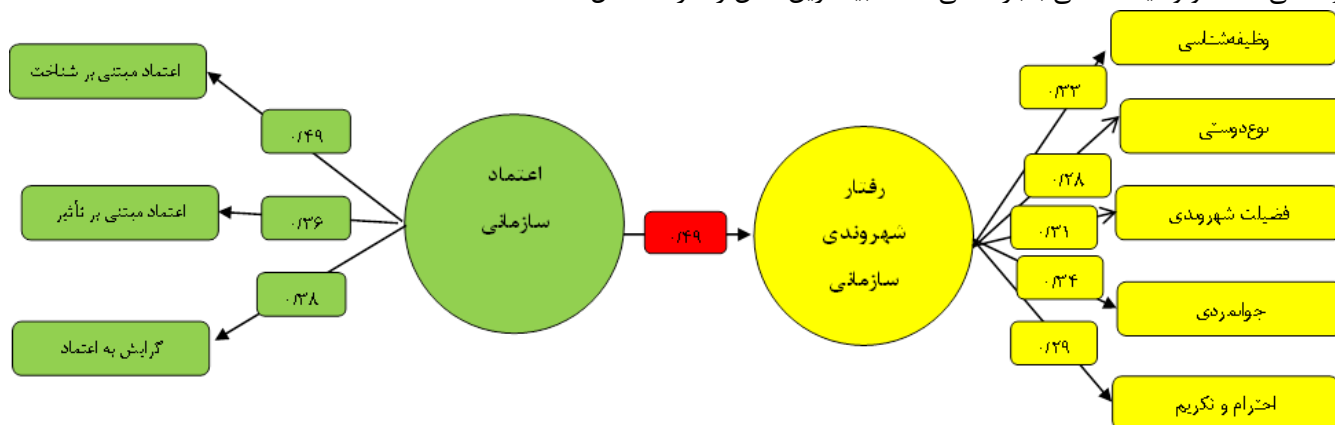 وظیفه‌شناسی
۰/۳۳
نوع‌دوستی
۰/۲۸
فضیلت شهروندی
۰/۳۱
جوانمردی
۰/۳۴
احترام و تکریم
۰/۲۹
رفتار
شهروندی
سازمانی
۰/۴۹
اعتماد
سازمانی
اعتماد مبتنی بر شناخت
۰/۴۹
اعتماد مبتنی بر تأثیر
۰/۳۶
گرایش به اعتماد
۰/۳۸